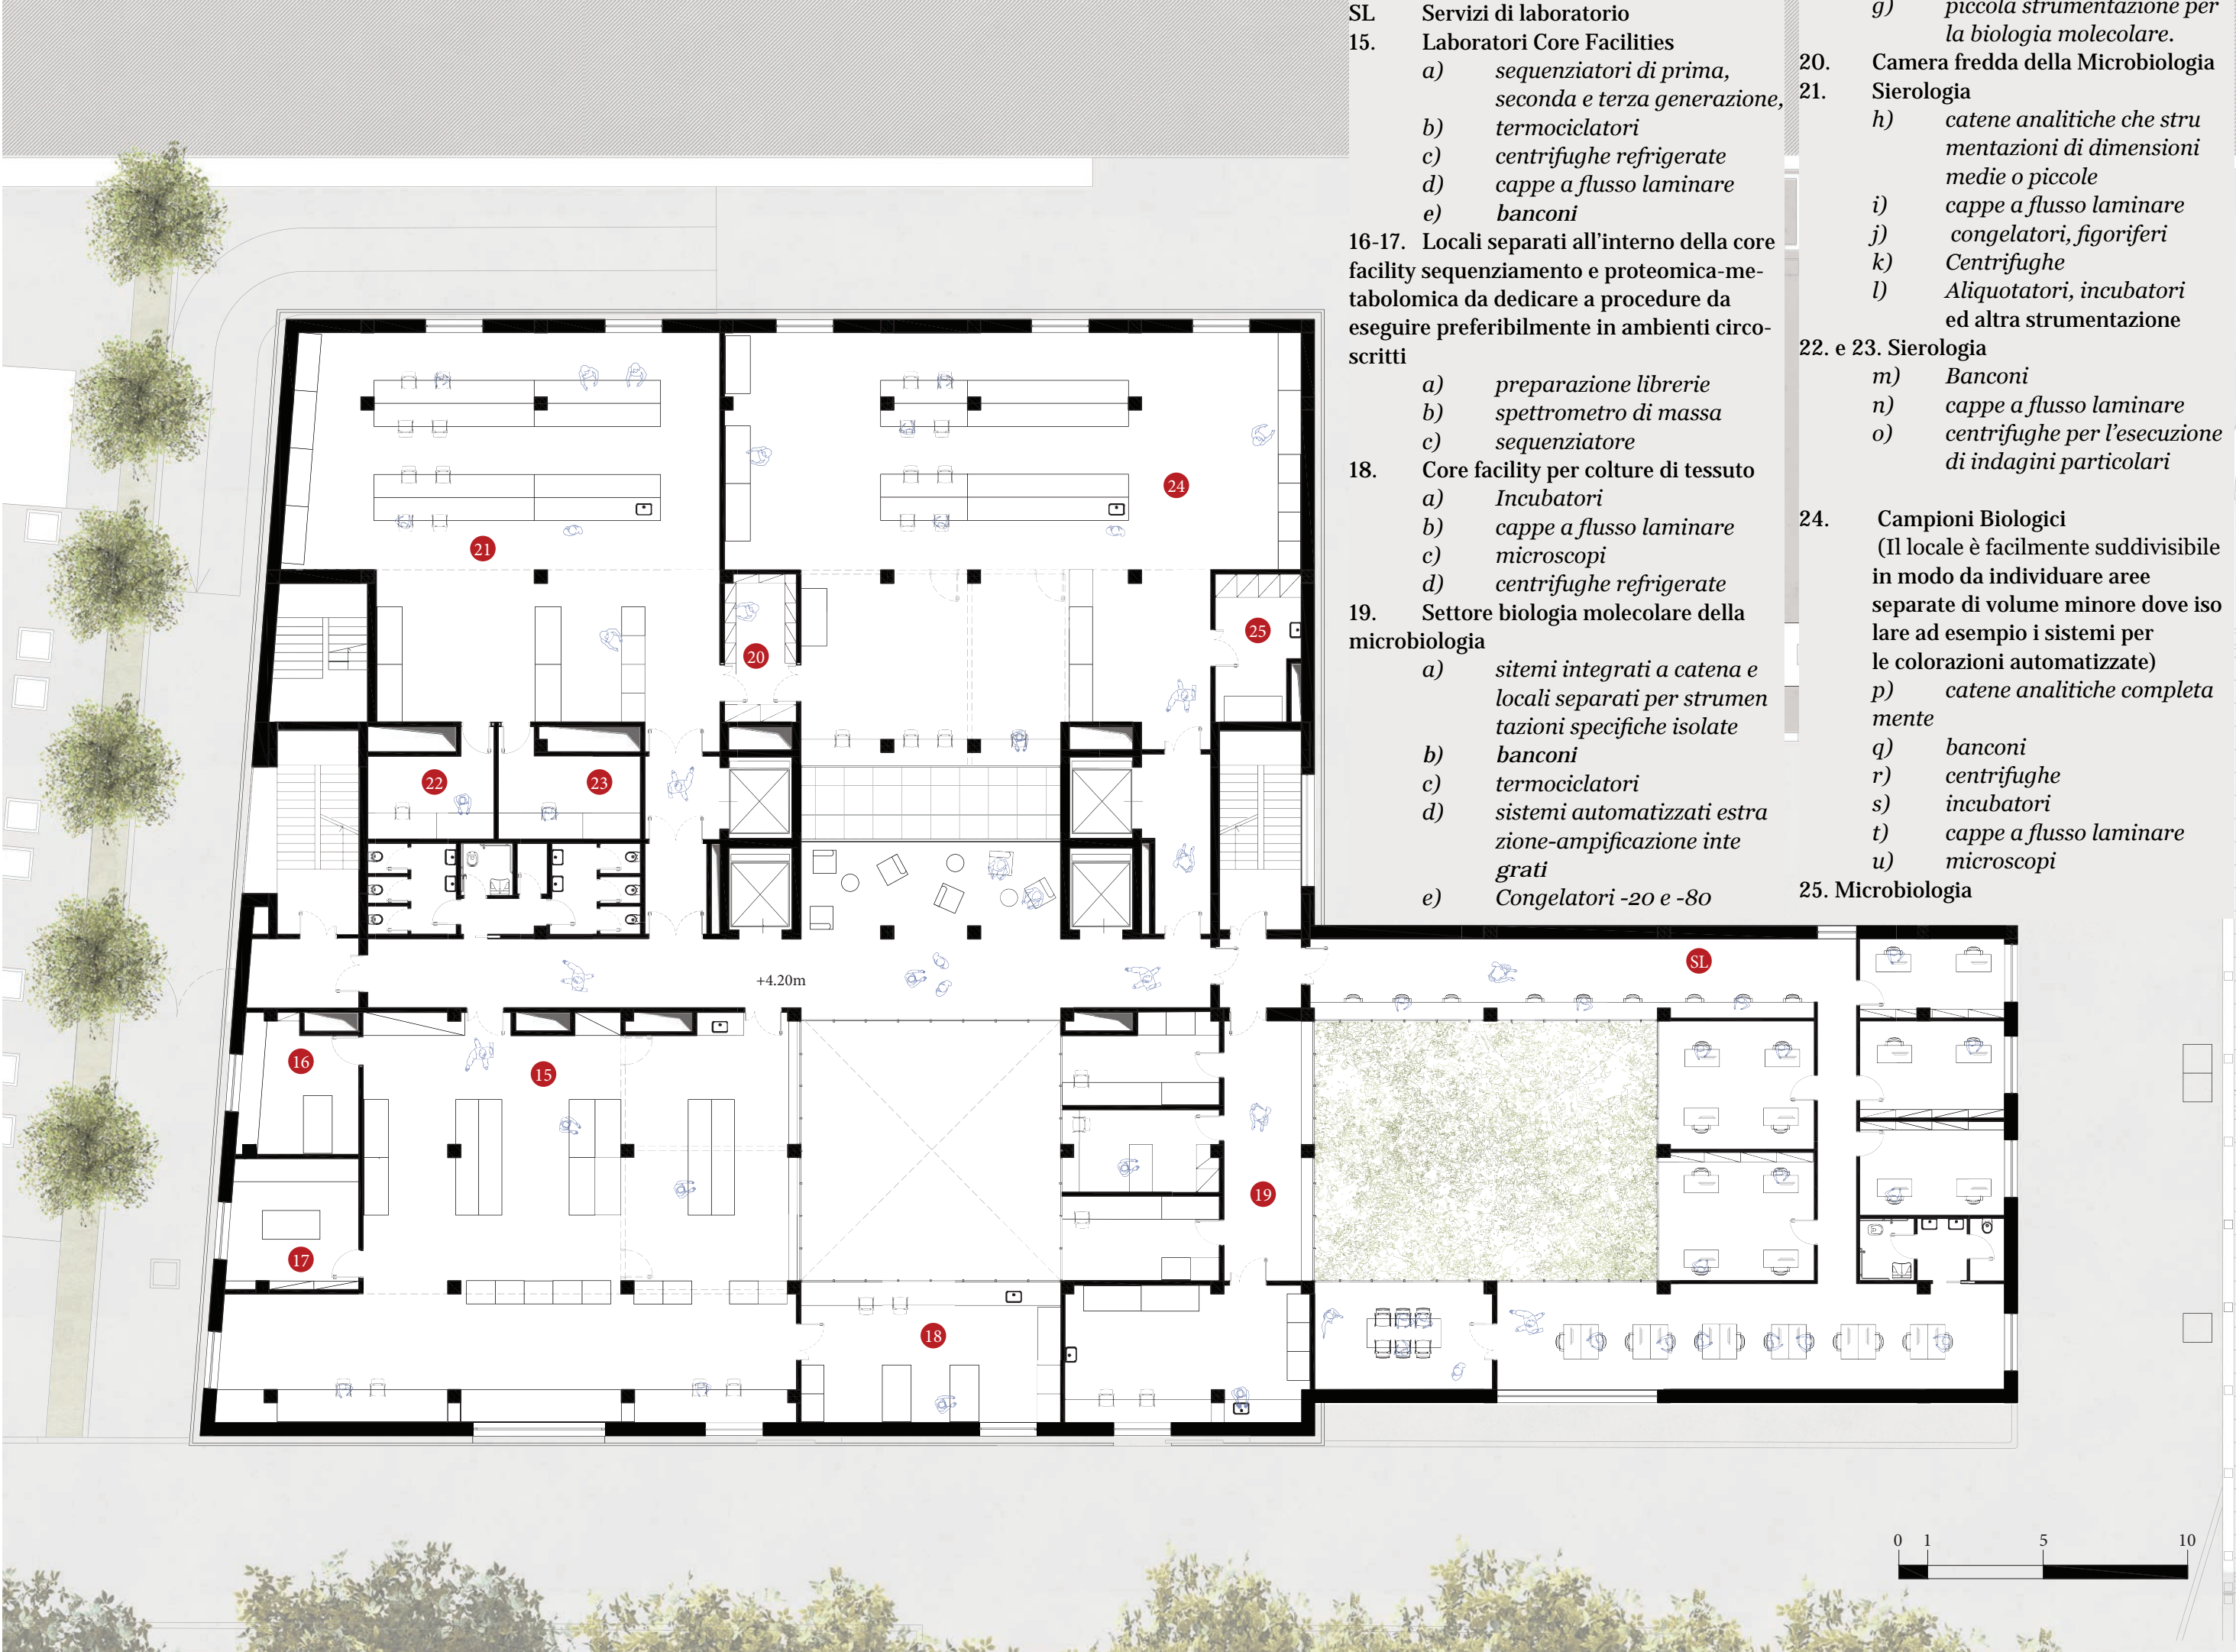 SL Servizi di laboratorio
15. Laboratori Core Facilities
a) sequenziatori di prima,
seconda e terza generazione,
b) termociclatori
c) centrifughe refrigerate
d) cappe a flusso laminare
e) banconi
16-17. Locali separati all'interno della core
facility sequenziamento e proteomica-me-
tabolomica da dedicare a procedure da
eseguire preferibilmente in ambienti circo-
scritti
a) preparazione librerie
b) spettrometro di massa
c) sequenziatore
18. Core facility per colture di tessuto
a) Incubatori
b) cappe a flusso laminare
c) microscopi
d) centrifughe refrigerate
19. Settore biologia molecolare della
microbiologia
a) sitemi integrati a catena e
locali separati per strumen
tazioni specifiche isolate
b) banconi
c) termociclatori
d) sistemi automatizzati estra
zione-ampificazione inte
grati
e) Congelatori -20 e -80
g) piccola strumentazione per
la biologia molecolare.
20. Camera fredda della Microbiologia
21. Sierologia
h) catene analitiche che stru
mentazioni di dimensioni
medie o piccole
i) cappe a flusso laminare
j) congelatori, figoriferi
k) Centrifughe
l) Aliquotatori, incubatori
ed altra strumentazione
22. e 23. Sierologia
m) Banconi
n) cappe a flusso laminare
o) centrifughe per l'esecuzione
di indagini particolari
24. Campioni Biologici
(Il locale è facilmente suddivisibile
in modo da individuare aree
separate di volume minore dove iso
lare ad esempio i sistemi per
le colorazioni automatizzate)
p) catene analitiche completa
mente
q) banconi
r) centrifughe
s) incubatori
t) cappe a flusso laminare
u) microscopi
25. Microbiologia
24
21
25
20
22
23
SL
+4.20m
16
15
19
17
18
0 1 5 10